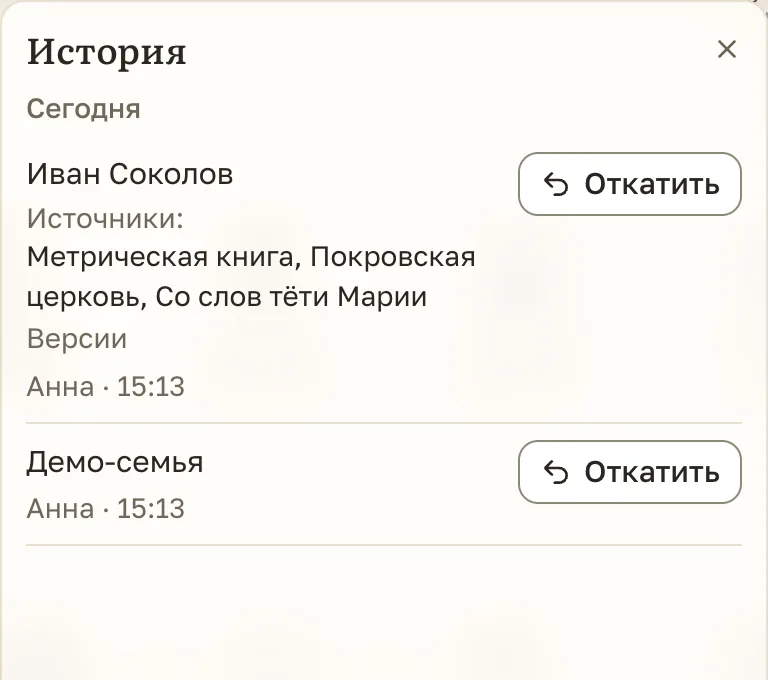 История
Сегодня
Иван Соколов
Откатить
Источники:
Метрическая книга, Покровская
церковь, Со слов тёти Марии
Версии
Анна · 15:13
Демо-семья
Откатить
Анна · 15:13